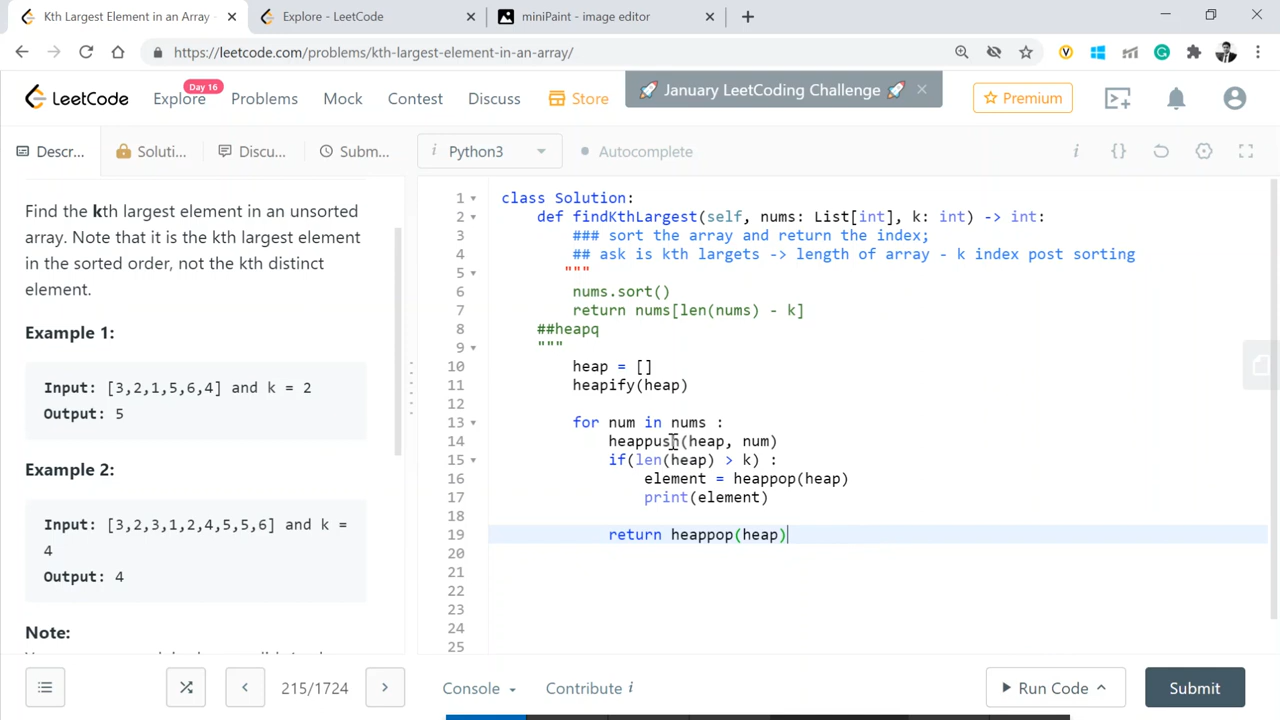 Kth Largest Element in an Array -
Explore - LeetCode
miniPaint - image editor
https://leetcode.com/problems/kth-largest-element-in-an-array/
LeetCode
Explore
Day 16
Problems
Mock
Contest
Discuss
Store
January LeetCoding Challenge
Premium
Descr...
Soluti...
Discu...
Subm...
i Python3
Autocomplete
i {}
Find the kth largest element in an unsorted
array. Note that it is the kth largest element
in the sorted order, not the kth distinct
element.
Example 1:
Input: [3,2,1,5,6,4] and k = 2
Output: 5
Example 2:
Input: [3,2,3,1,2,4,5,5,6] and k =
4
Output: 4
Note:
1 class Solution:
2 def findKthLargest(self, nums: List[int], k: int) -> int:
3 ### sort the array and return the index;
4 ## ask is kth largets -> length of array - k index post sorting
5 """
6 nums.sort()
7 return nums[len(nums) - k]
8 ##heapq
9 """
10 heap = []
11 heapify(heap)
12
13 for num in nums :
14 heappush(heap, num)
15 if(len(heap) > k) :
16 element = heappop(heap)
17 print(element)
18
19 return heappop(heap)
20
21
22
23
24
25
215/1724
Console
Contribute i
Run Code
Submit